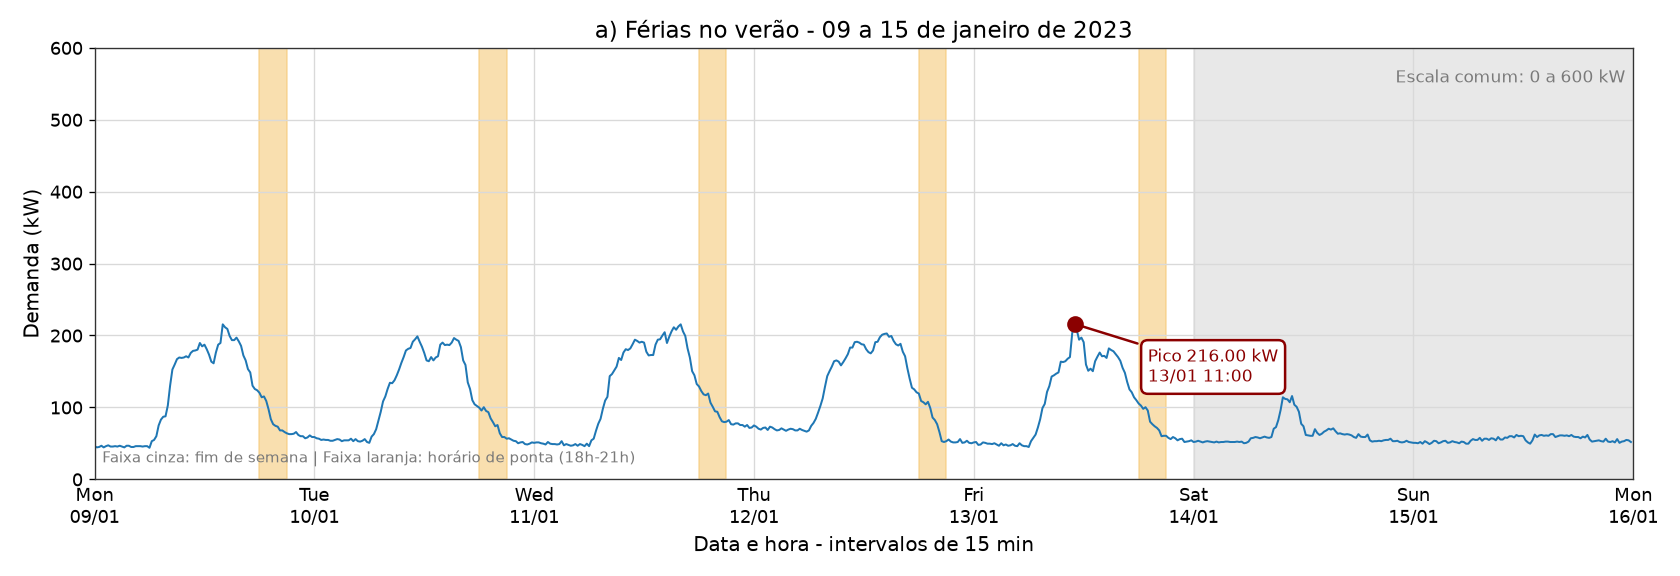 a) Férias no verão - 09 a 15 de janeiro de 2023
Escala comum: 0 a 600 kW
Demanda (kW)
600
500
400
300
200
100
0
Pico 216.00 kW
13/01 11:00
Faixa cinza: fim de semana | Faixa laranja: horário de ponta (18h-21h)
Mon Tue Wed Thu Fri Sat Sun Mon
09/01 10/01 11/01 12/01 13/01 14/01 15/01 16/01
Data e hora - intervalos de 15 min